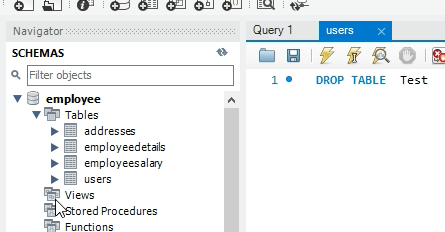 Navigator
SCHEMAS
Filter objects
employee
Tables
addresses
employeedetails
employeesalary
users
Views
Stored Procedures
Functions
Query 1
users
1
DROP TABLE Test